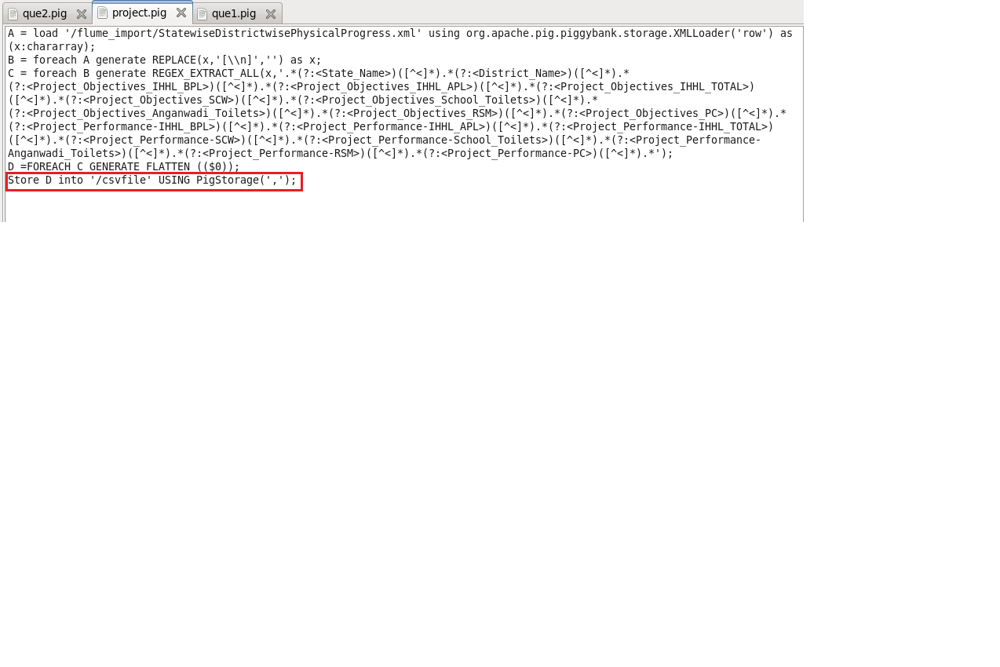 que2.pig project.pig que1.pig
A = load '/flume_import/StatewiseDistrictwisePhysicalProgress.xml' using org.apache.pig.piggybank.storage.XMLLoader('row') as
(x:chararray);
B = foreach A generate REPLACE(x,'[\\n]','') as x;
C = foreach B generate REGEX_EXTRACT_ALL(x,'.*(?:<State_Name>)([^<]*).*(?:<District_Name>)([^<]*).*
(?:<Project_Objectives_IHHL_BPL>)([^<]*).*(?:<Project_Objectives_IHHL_APL>)([^<]*).*(?:<Project_Objectives_IHHL_TOTAL>)
([^<]*).*(?:<Project_Objectives_SCW>)([^<]*).*(?:<Project_Objectives_School_Toilets>)([^<]*).*
(?:<Project_Objectives_Anganwadi_Toilets>)([^<]*).*(?:<Project_Objectives_RSM>)([^<]*).*(?:<Project_Objectives_PC>)([^<]*).*
(?:<Project_Performance-IHHL_BPL>)([^<]*).*(?:<Project_Performance-IHHL_APL>)([^<]*).*(?:<Project_Performance-IHHL_TOTAL>)
([^<]*).*(?:<Project_Performance-SCW>)([^<]*).*(?:<Project_Performance-School_Toilets>)([^<]*).*(?:<Project_Performance-
Anganwadi_Toilets>)([^<]*).*(?:<Project_Performance-RSM>)([^<]*).*(?:<Project_Performance-PC>)([^<]*).*');
D =FOREACH C GENERATE FLATTEN (($0));
Store D into '/csvfile' USING PigStorage(',');